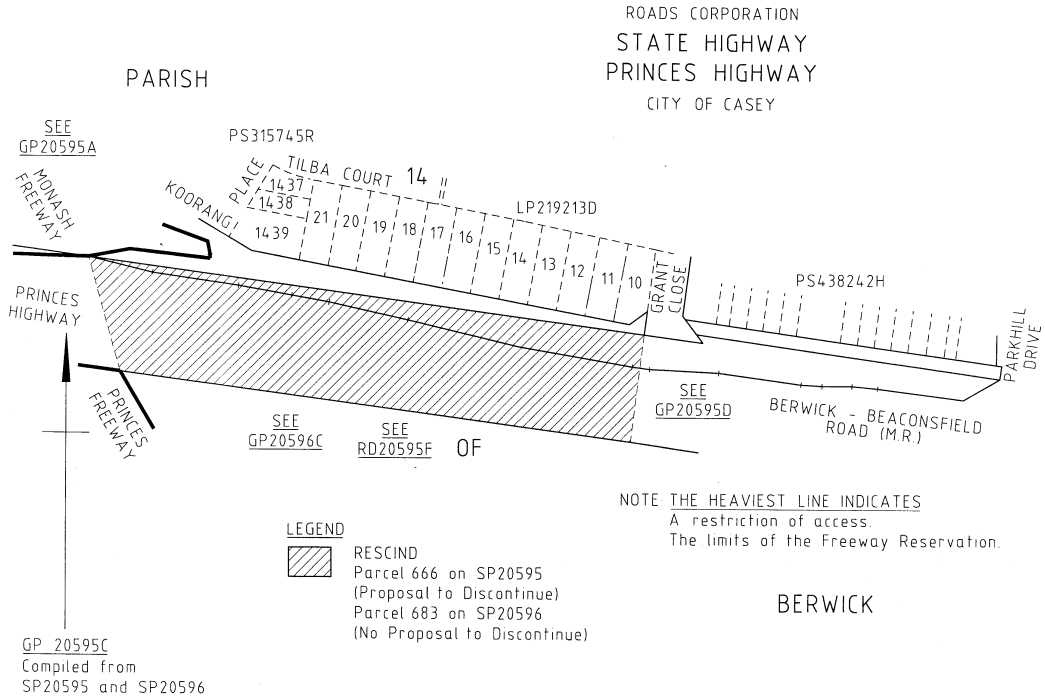 ROADS CORPORATION
STATE HIGHWAY
PRINCES HIGHWAY
CITY OF CASEY
PARISH
SEE
GP20595A
MONASH
FREEWAY
PS315745R
KOORANGI
PLACE
TILBA COURT
14
1437
1438
1439
21
20
19
18
17
16
15
14
13
12
11
10
LP219213D
GRANT
CLOSE
PS438242H
PARKHILL
DRIVE
PRINCES
HIGHWAY
PRINCES
FREEWAY
SEE
GP20596C
SEE
RD20595F
OF
SEE
GP20595D
BERWICK - BEACONSFIELD
ROAD (M.R.)
NOTE: THE HEAVIEST LINE INDICATES
A restriction of access.
The limits of the Freeway Reservation.
LEGEND
RESCIND
Parcel 666 on SP20595
(Proposal to Discontinue)
Parcel 683 on SP20596
(No Proposal to Discontinue)
BERWICK
GP 20595C
Compiled from
SP20595 and SP20596